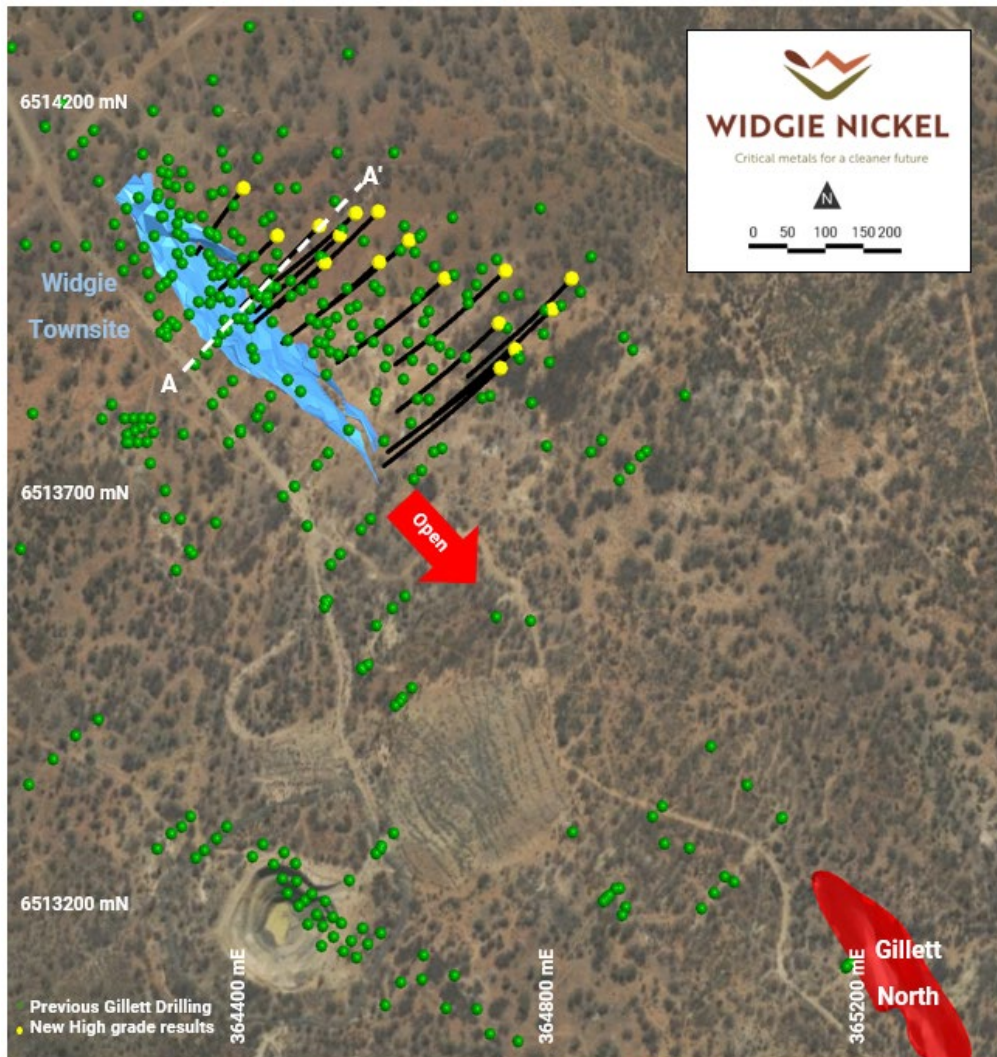 6514200 mN
WIDGIE NICKEL
Critical metals for a cleaner future
N
0 50 100 150 200
A'
Widgie
Townsite
A
6513700 mN
Open
6513200 mN
Gillett
North
364400 mE
364800 mE
365200 mE
Previous Gillett Drilling
New High grade results